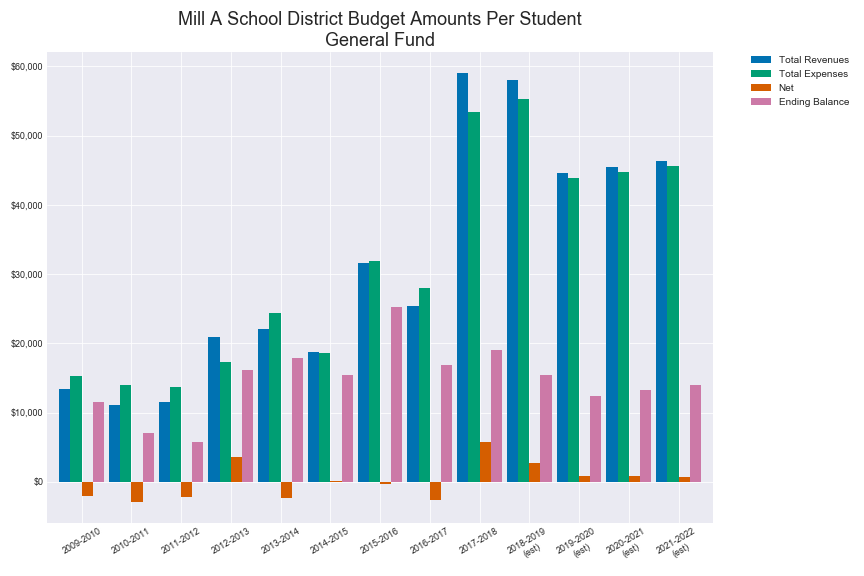 Mill A School District Budget Amounts Per Student
General Fund
Total Revenues
Total Expenses
Net
Ending Balance
$60,000
$50,000
$40,000
$30,000
$20,000
$10,000
$0
2009-2010
2010-2011
2011-2012
2012-2013
2013-2014
2014-2015
2015-2016
2016-2017
2017-2018
2018-2019
(est)
2019-2020
(est)
2020-2021
(est)
2021-2022
(est)